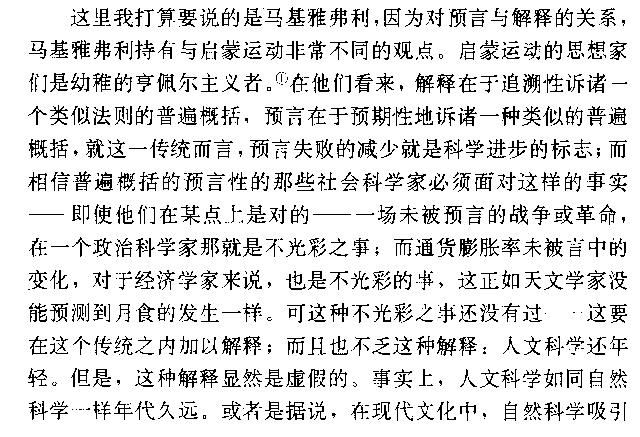 这里我打算要说的是马基雅弗利,因为对预言与解释的关系,
马基雅弗利持有与启蒙运动非常不同的观点。启蒙运动的思想家
们是幼稚的亨佩尔主义者。①在他们看来,解释在于追溯性诉诸一
个类似法则的普遍概括,预言在于预期性地诉诸一种类似的普遍
概括,就这一传统而言,预言失败的减少就是科学进步的标志;而
相信普遍概括的预言性的那些社会科学家必须面对这样的事实
——即使他们在某点上是对的——一场未被预言的战争或革命,
在一个政治科学家那就是不光彩之事;而通货膨胀率未被言中的
变化,对于经济学家来说,也是不光彩的事,这正如天文学家没
能预测到月食的发生一样。可这种不光彩之事还没有过——这要
在这个传统之内加以解释;而且也不乏这种解释:人文科学还年
轻。但是,这种解释显然是虚假的。事实上,人文科学如同自然
科学一样年代久远。或者是据说,在现代文化中,自然科学吸引